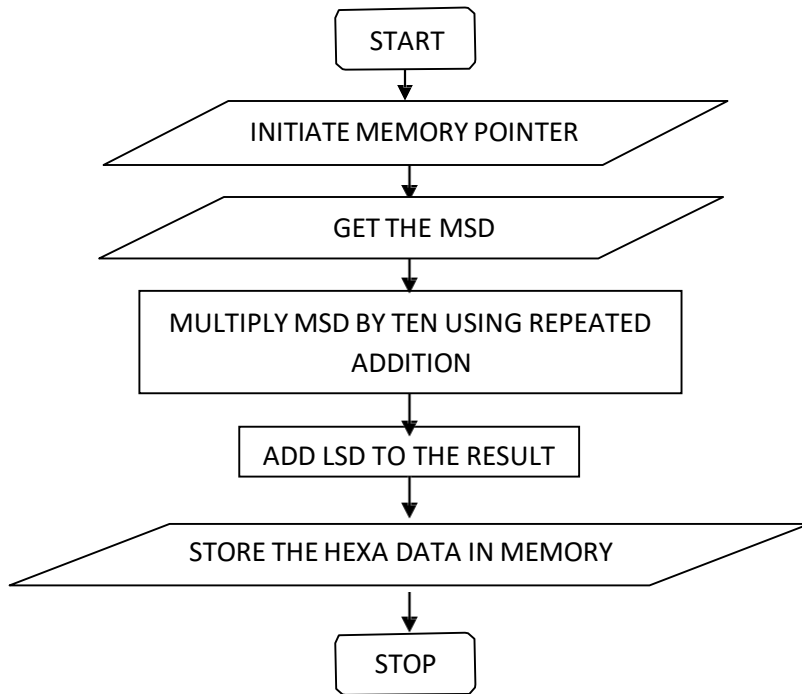 START
INITIATE MEMORY POINTER
GET THE MSD
MULTIPLY MSD BY TEN USING REPEATED
ADDITION
ADD LSD TO THE RESULT
STORE THE HEXA DATA IN MEMORY
STOP